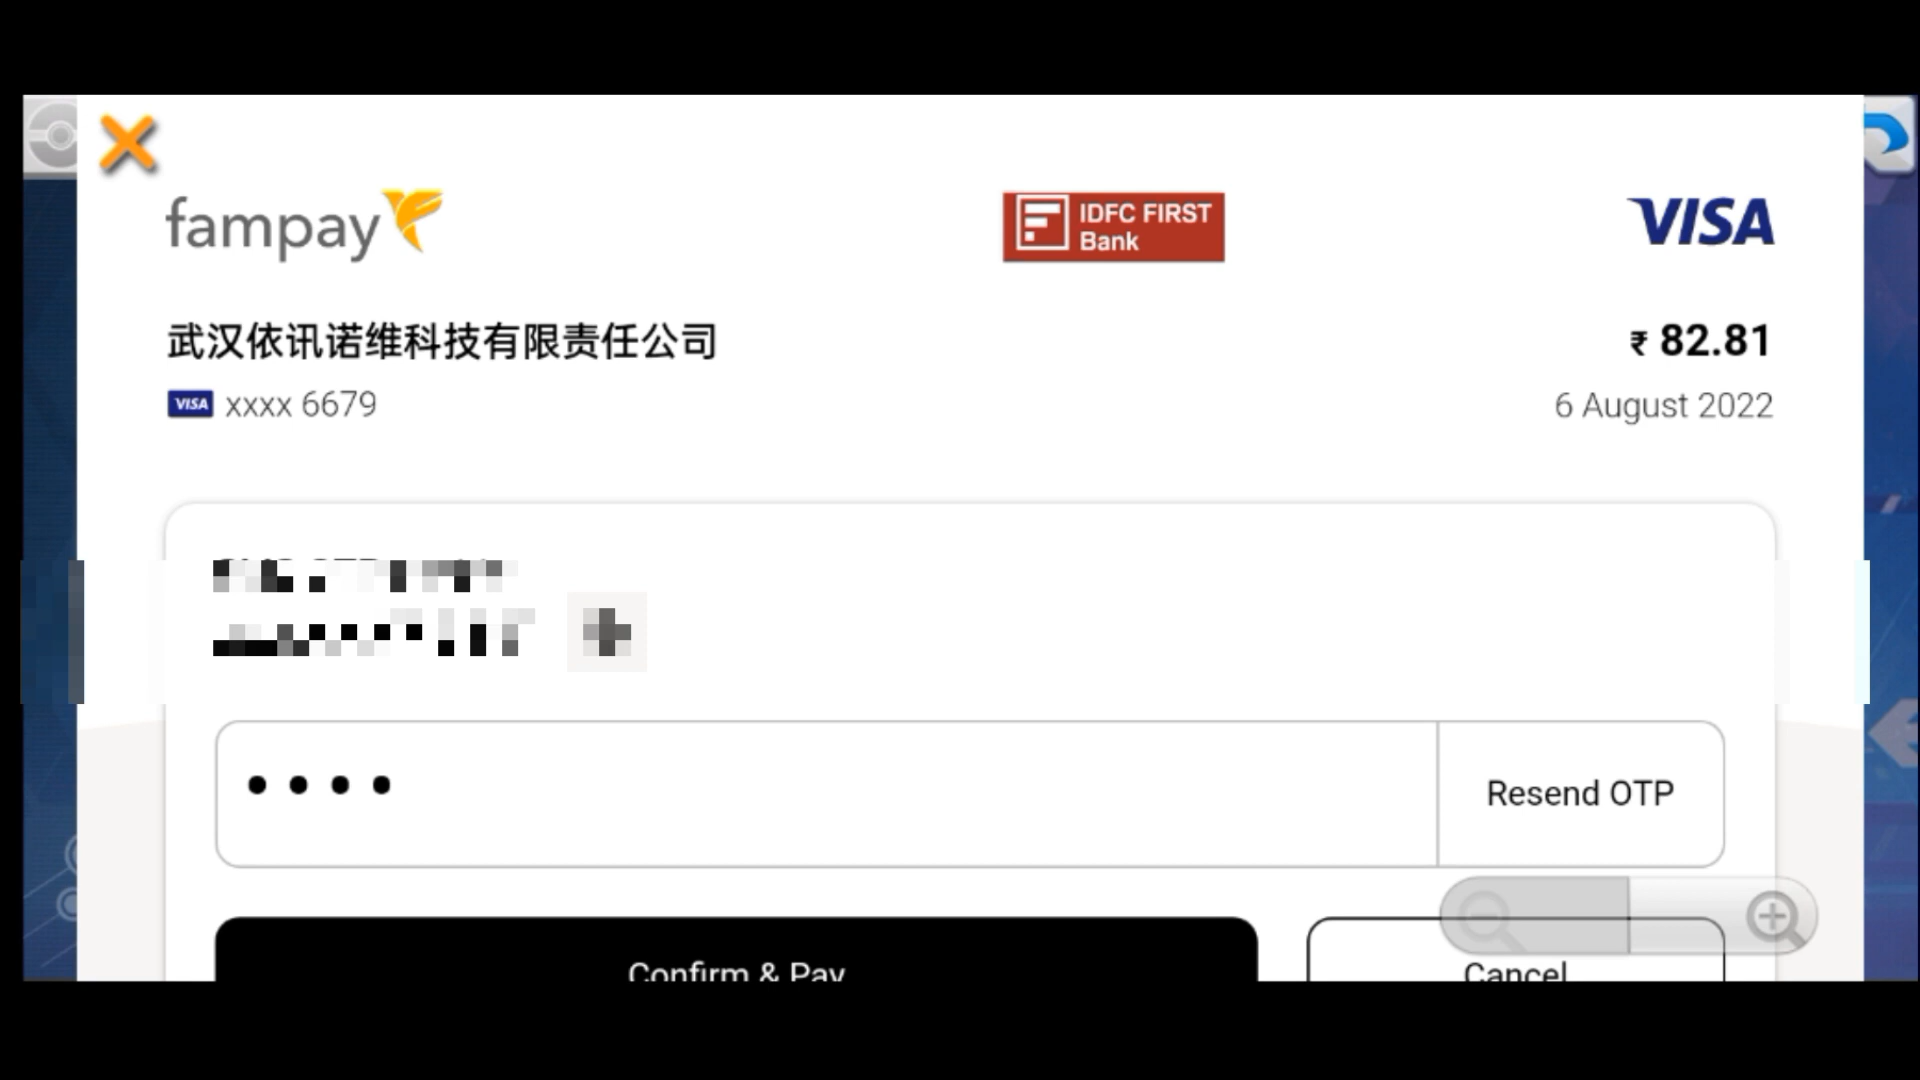 fampay
IDFC FIRST
Bank
VISA
武汉依讯诺维科技有限责任公司
₹ 82.81
VISA xxxx 6679
6 August 2022
Resend OTP
Confirm & Pay
Cancel